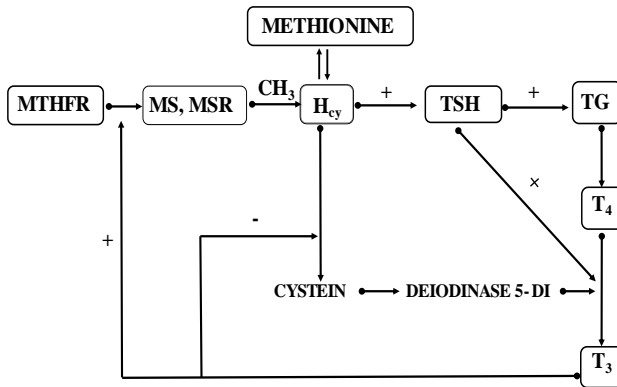 METHIONINE
MTHFR
MS, MSR
CH3
Hcy
+
TSH
+
TG
×
T4
-
+
CYSTEIN
DEIODINASE 5-DI
T3